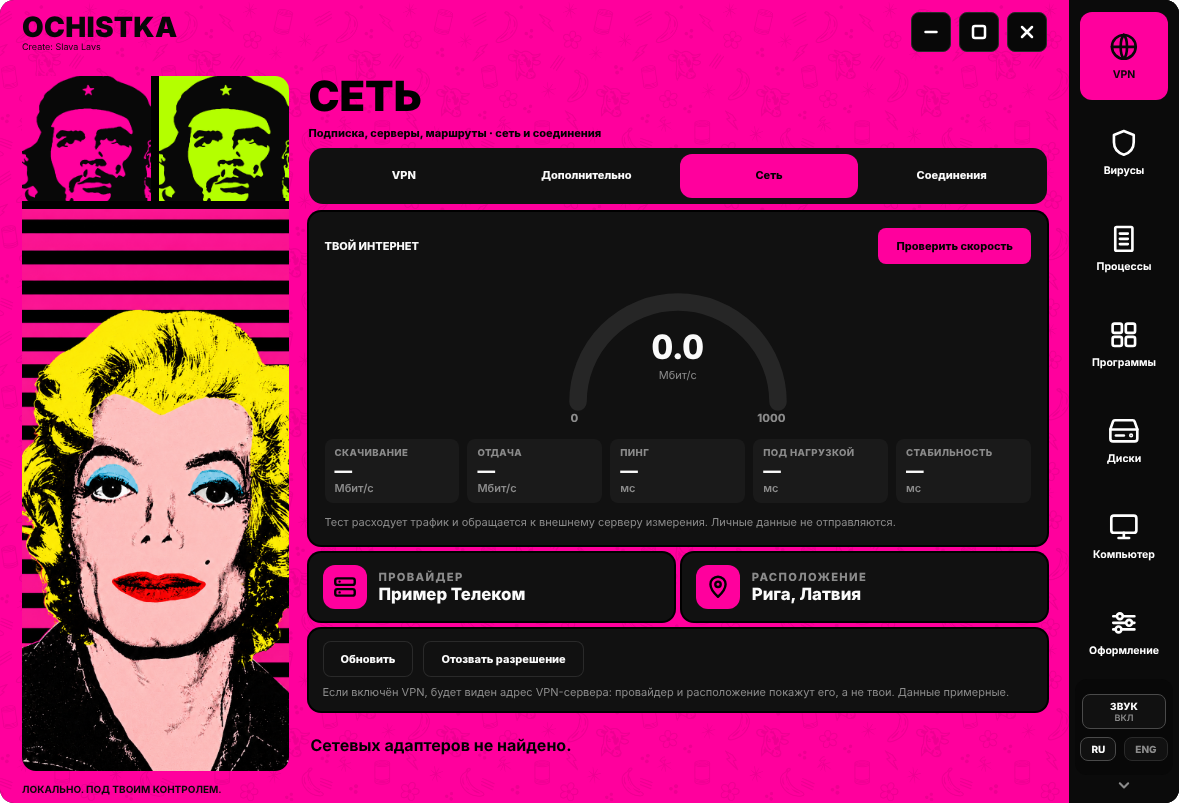 OCHISTKA
Create: Slava Lavs
СЕТЬ
Подписка, серверы, маршруты · сеть и соединения
VPN
Дополнительно
Сеть
Соединения
ТВОЙ ИНТЕРНЕТ
Проверить скорость
0.0
Мбит/с
0
1000
СКАЧИВАНИЕ
—
Мбит/с
ОТДАЧА
—
Мбит/с
ПИНГ
—
мс
ПОД НАГРУЗКОЙ
—
мс
СТАБИЛЬНОСТЬ
—
мс
Тест расходует трафик и обращается к внешнему серверу измерения. Личные данные не отправляются.
ПРОВАЙДЕР
Пример Телеком
РАСПОЛОЖЕНИЕ
Рига, Латвия
Обновить
Отозвать разрешение
Если включён VPN, будет виден адрес VPN-сервера: провайдер и расположение покажут его, а не твои. Данные примерные.
Сетевых адаптеров не найдено.
ЛОКАЛЬНО. ПОД ТВОИМ КОНТРОЛЕМ.
VPN
Вирусы
Процессы
Программы
Диски
Компьютер
Оформление
ЗВУК
ВКЛ
RU
ENG